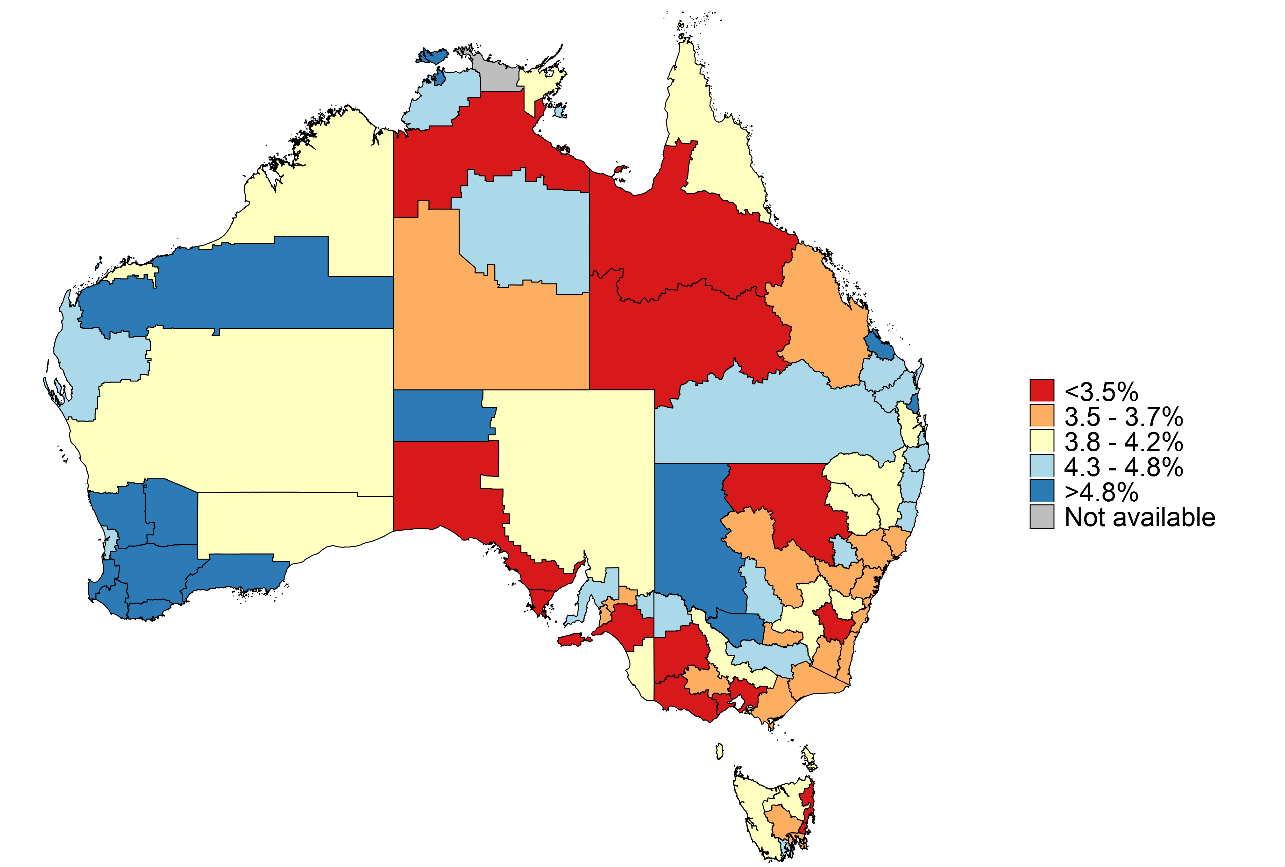 <3.5%
3.5 - 3.7%
3.8 - 4.2%
4.3 - 4.8%
>4.8%
Not available